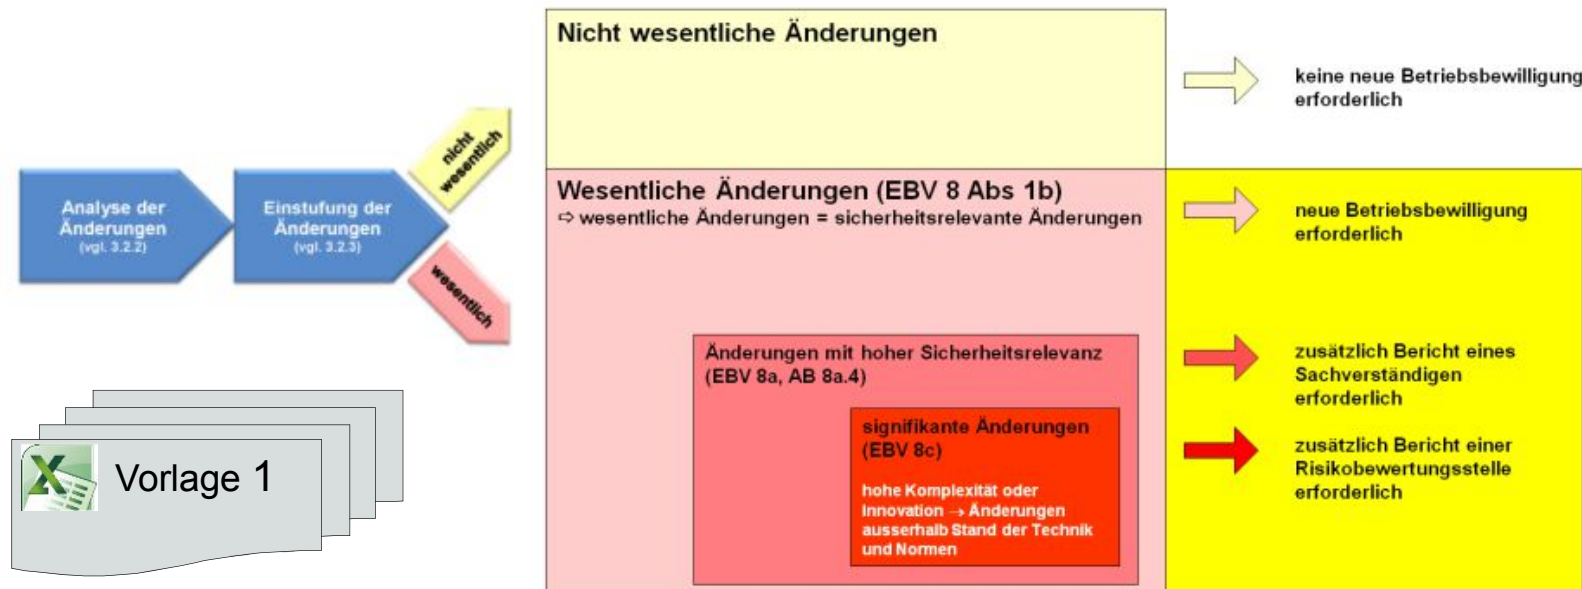 Analyse der
Änderungen
(vgl. 3.2.2)
Einstufung der
Änderungen
(vgl. 3.2.3)
nicht
wesentlich
wesentlich
Vorlage 1
Nicht wesentliche Änderungen
keine neue Betriebsbewilligung
erforderlich
Wesentliche Änderungen (EBV 8 Abs 1b)
⇨ wesentliche Änderungen = sicherheitsrelevante Änderungen
neue Betriebsbewilligung
erforderlich
Änderungen mit hoher Sicherheitsrelevanz
(EBV 8a, AB 8a.4)
zusätzlich Bericht eines
Sachverständigen
erforderlich
signifikante Änderungen
(EBV 8c)
hohe Komplexität oder
Innovation → Änderungen
ausserhalb Stand der Technik
und Normen
zusätzlich Bericht einer
Risikobewertungsstelle
erforderlich